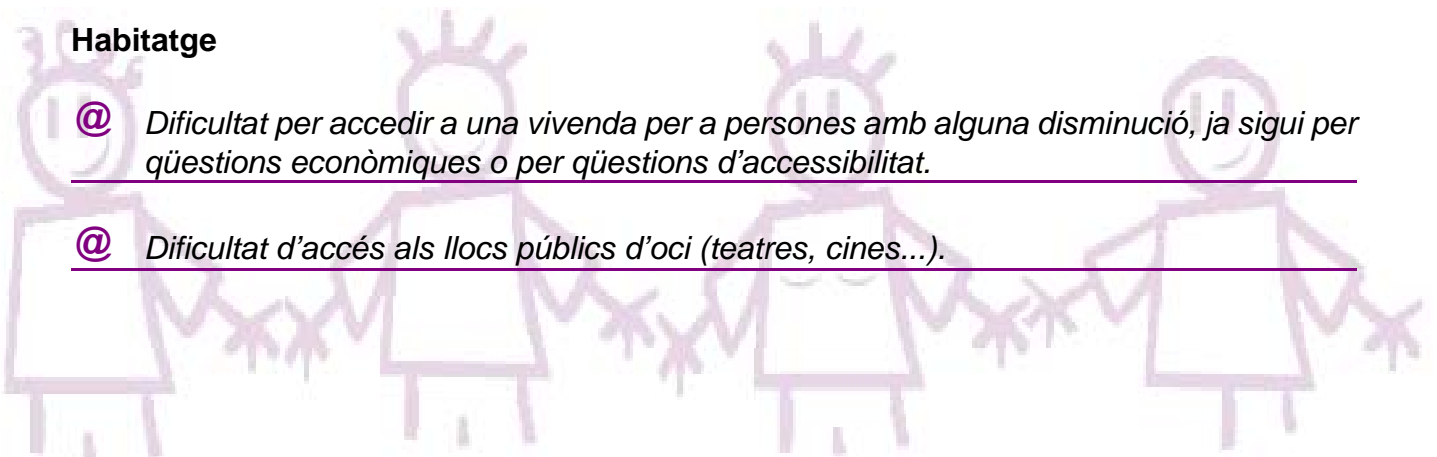 Habitatge
@ Dificultat per accedir a una vivenda per a persones amb alguna disminució, ja sigui per
qüestions econòmiques o per qüestions d’accessibilitat.
@ Dificultat d’accés als llocs públics d’oci (teatres, cines...).